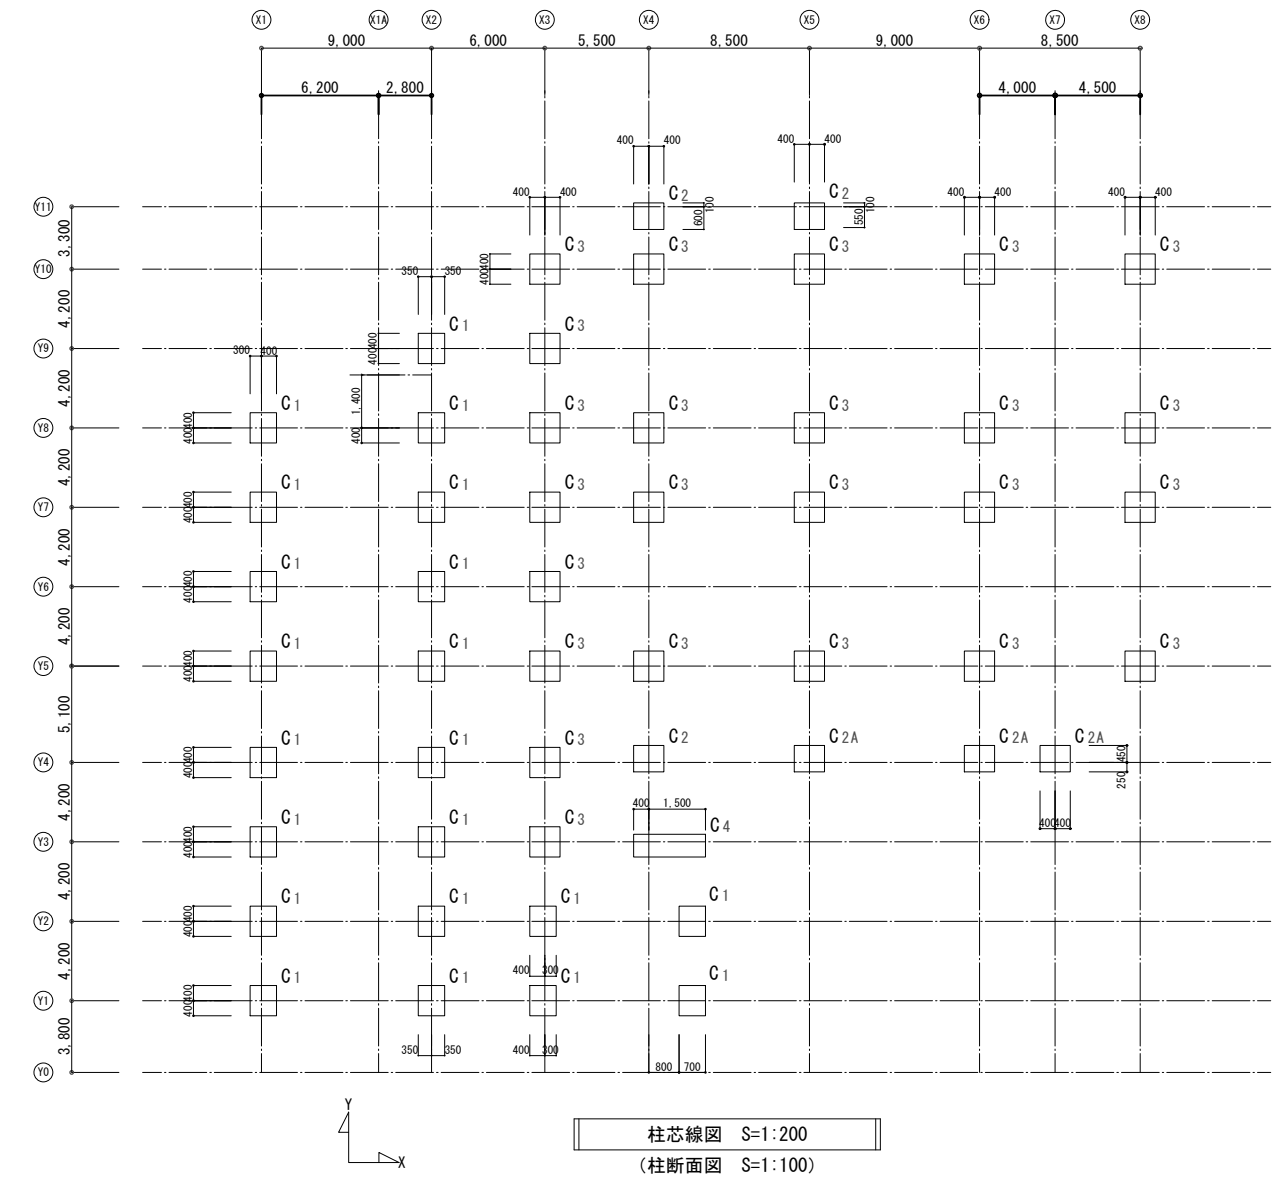 X1 X1A X2 X3 X4 X5 X6 X7 X8
9,000 6,000 5,500 8,500 9,000 8,500
6,200 2,800 4,000 4,500
400 400 400 400
400 400 C2 C2 400 400 400 400
Y11
600 100 550 100
3,300
C3 C3 C3 C3 C3
Y10
400 400
350 350
4,200
C1 C3
Y9
400 400
300 400
4,200
1,400
400
C1 C1 C3 C3 C3 C3 C3
Y8
400 400
4,200
C1 C1 C3 C3 C3 C3 C3
Y7
400 400
4,200
C1 C1 C3
Y6
400 400
4,200
C1 C1 C3 C3 C3 C3 C3
Y5
400 400
5,100
C1 C1 C3 C2 C2A C2A C2A
Y4
400 400
450 250
4,200
400 1,500
400 400
C1 C1 C3 C4
Y3
400 400
4,200
C1 C1 C1 C1
Y2
400 400
4,200
400 300
C1 C1 C1 C1
Y1
400 400
3,800
350 350 400 300
800 700
Y0
Y
X
柱芯線図 S=1:200
(柱断面図 S=1:100)